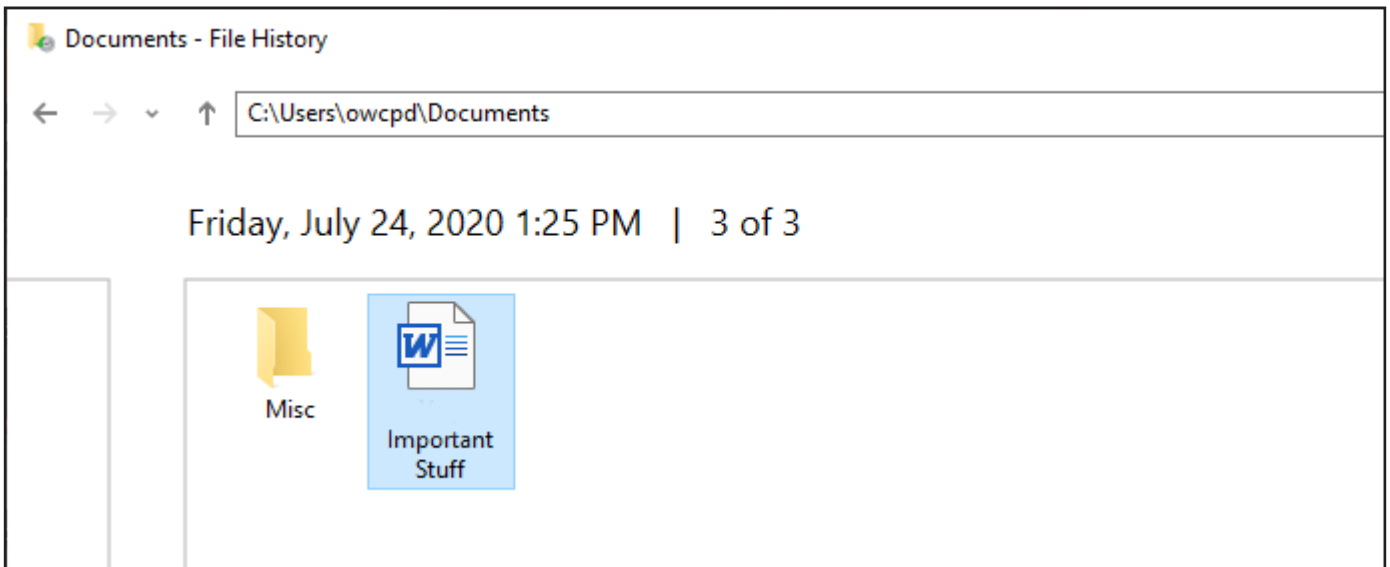 Documents - File History
C:\Users\owcpd\Documents
Friday, July 24, 2020 1:25 PM | 3 of 3
Misc
Important
Stuff